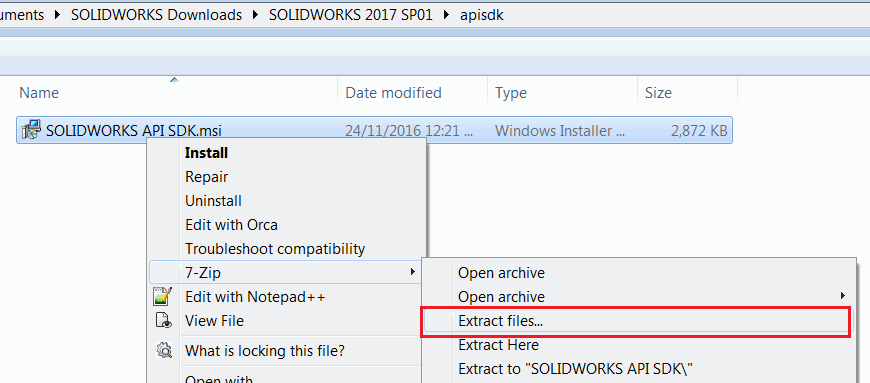 uments ▸ SOLIDWORKS Downloads ▸ SOLIDWORKS 2017 SP01 ▸ apisdk
Name Date modified Type Size
SOLIDWORKS API SDK.msi 24/11/2016 12:21 ... Windows Installer ... 2,872 KB
Install
Repair
Uninstall
Edit with Orca
Troubleshoot compatibility
7-Zip
Edit with Notepad++
View File
What is locking this file?
Open with
Open archive
Open archive
Extract files...
Extract Here
Extract to "SOLIDWORKS API SDK\"